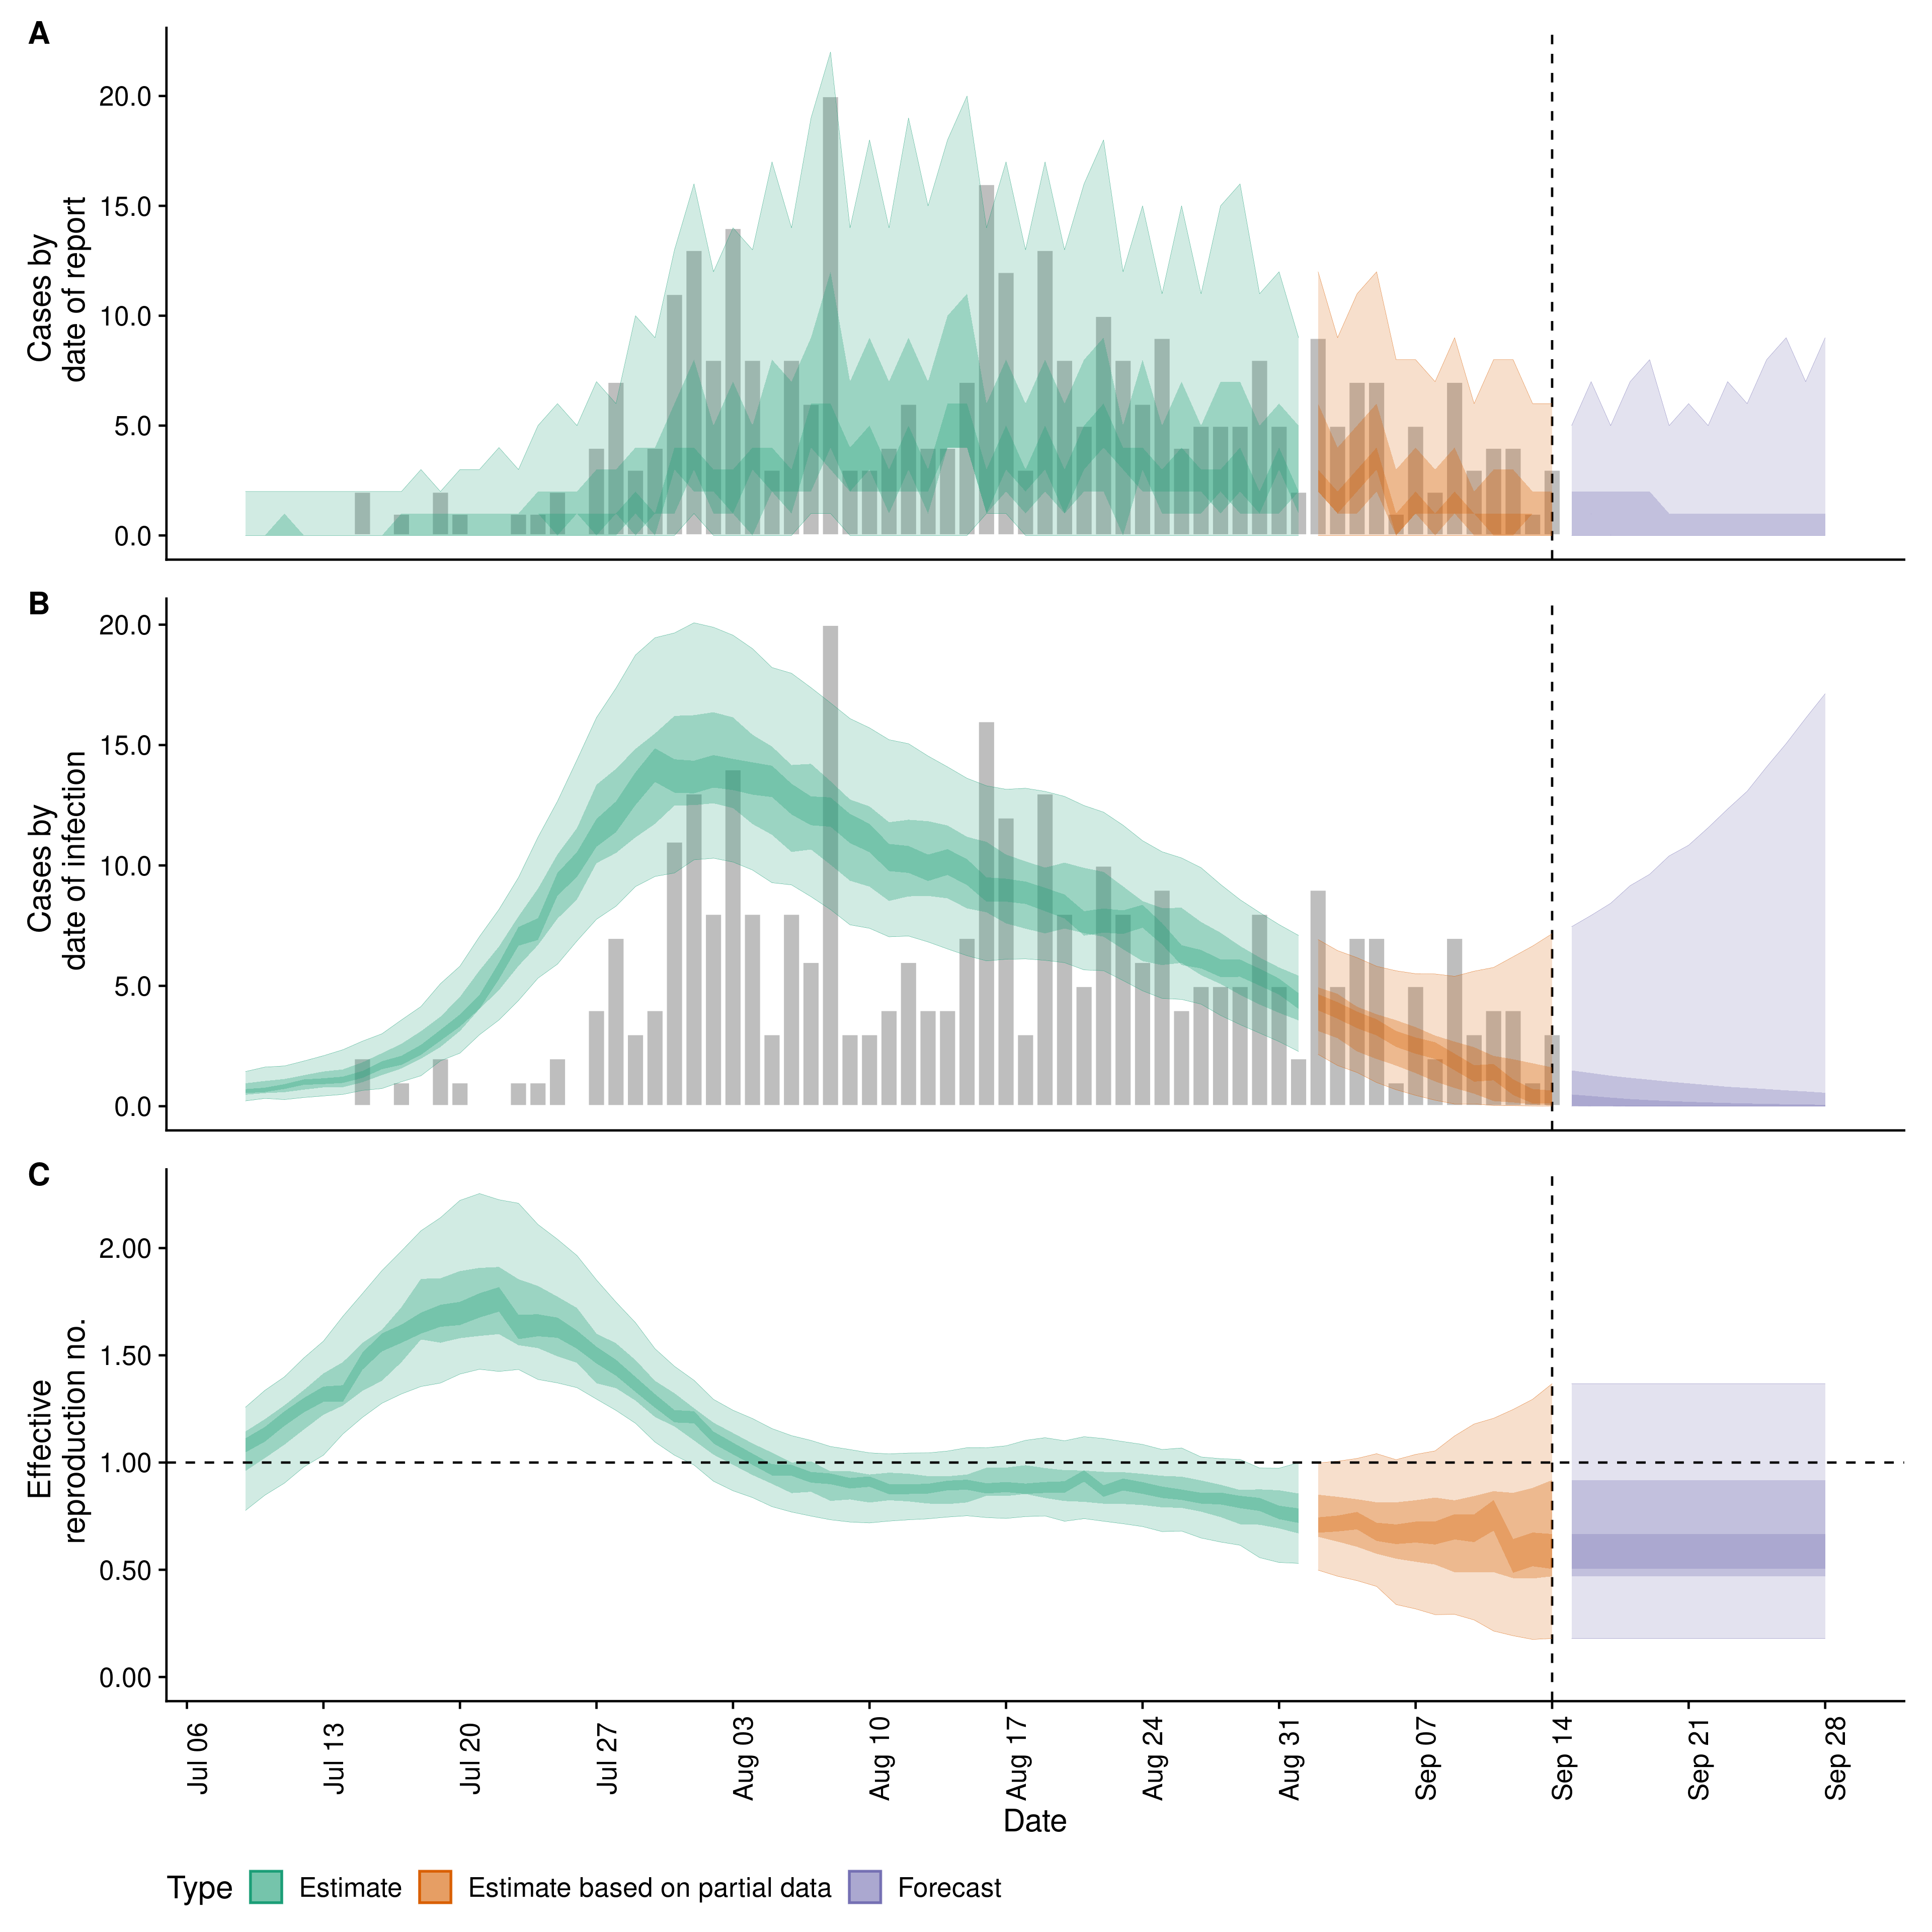 A
Cases by
date of report
20.0
15.0
10.0
5.0
0.0
B
Cases by
date of infection
20.0
15.0
10.0
5.0
0.0
C
Effective
reproduction no.
2.00
1.50
1.00
0.50
0.00
Jul 06
Jul 13
Jul 20
Jul 27
Aug 03
Aug 10
Aug 17
Aug 24
Aug 31
Sep 07
Sep 14
Sep 21
Sep 28
Date
Type Estimate Estimate based on partial data Forecast